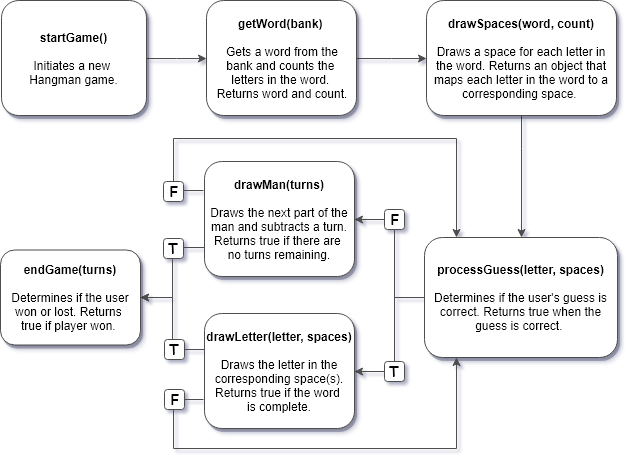 startGame()
Initiates a new
Hangman game.
getWord(bank)
Gets a word from the
bank and counts the
letters in the word.
Returns word and count.
drawSpaces(word, count)
Draws a space for each letter in
the word. Returns an object that
maps each letter in the word to a
corresponding space.
F
drawMan(turns)
Draws the next part of the
man and subtracts a turn.
Returns true if there are
no turns remaining.
F
T
endGame(turns)
Determines if the user
won or lost. Returns
true if player won.
processGuess(letter, spaces)
Determines if the user's guess is
correct. Returns true when the
guess is correct.
T
drawLetter(letter, spaces)
Draws the letter in the
corresponding space(s).
Returns true if the word
is complete.
T
F